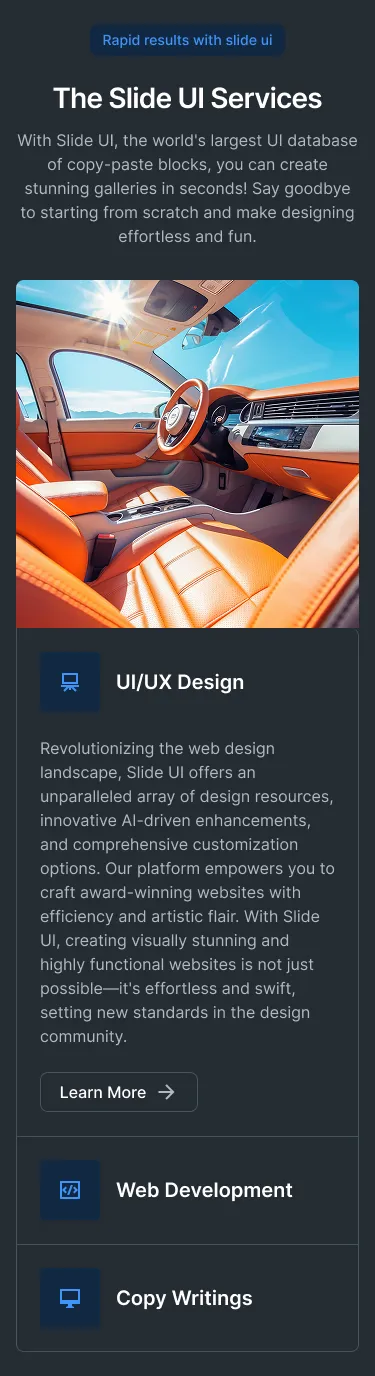 Rapid results with slide ui
The Slide UI Services
With Slide UI, the world's largest UI database
of copy-paste blocks, you can create
stunning galleries in seconds! Say goodbye
to starting from scratch and make designing
effortless and fun.
UI/UX Design
Revolutionizing the web design
landscape, Slide UI offers an
unparalleled array of design resources,
innovative AI-driven enhancements,
and comprehensive customization
options. Our platform empowers you to
craft award-winning websites with
efficiency and artistic flair. With Slide
UI, creating visually stunning and
highly functional websites is not just
possible—it's effortless and swift,
setting new standards in the design
community.
Learn More
Web Development
Copy Writings